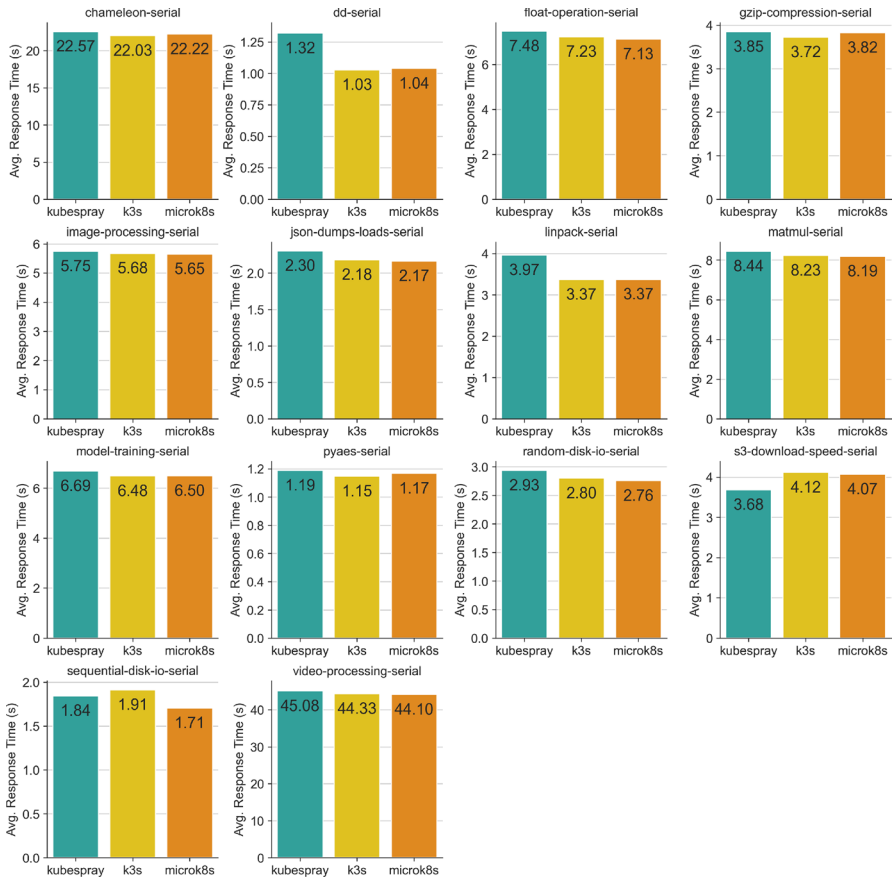 chameleon-serial
Avg. Response Time (s)
20
15
10
5
0
22.57
22.03
22.22
kubespray
k3s
microk8s
dd-serial
Avg. Response Time (s)
1.25
1.00
0.75
0.50
0.25
0.00
1.32
1.03
1.04
kubespray
k3s
microk8s
float-operation-serial
Avg. Response Time (s)
6
4
2
0
7.48
7.23
7.13
kubespray
k3s
microk8s
gzip-compression-serial
Avg. Response Time (s)
4
3
2
1
0
3.85
3.72
3.82
kubespray
k3s
microk8s
image-processing-serial
Avg. Response Time (s)
6
5
4
3
2
1
0
5.75
5.68
5.65
kubespray
k3s
microk8s
json-dumps-loads-serial
Avg. Response Time (s)
2.0
1.5
1.0
0.5
0.0
2.30
2.18
2.17
kubespray
k3s
microk8s
linpack-serial
Avg. Response Time (s)
4
3
2
1
0
3.97
3.37
3.37
kubespray
k3s
microk8s
matmul-serial
Avg. Response Time (s)
8
6
4
2
0
8.44
8.23
8.19
kubespray
k3s
microk8s
model-training-serial
Avg. Response Time (s)
6
4
2
0
6.69
6.48
6.50
kubespray
k3s
microk8s
pyaes-serial
Avg. Response Time (s)
1.2
1.0
0.8
0.6
0.4
0.2
0.0
1.19
1.15
1.17
kubespray
k3s
microk8s
random-disk-io-serial
Avg. Response Time (s)
3.0
2.5
2.0
1.5
1.0
0.5
0.0
2.93
2.80
2.76
kubespray
k3s
microk8s
s3-download-speed-serial
Avg. Response Time (s)
4
3
2
1
0
3.68
4.12
4.07
kubespray
k3s
microk8s
sequential-disk-io-serial
Avg. Response Time (s)
2.0
1.5
1.0
0.5
0.0
1.84
1.91
1.71
kubespray
k3s
microk8s
video-processing-serial
Avg. Response Time (s)
40
30
20
10
0
45.08
44.33
44.10
kubespray
k3s
microk8s